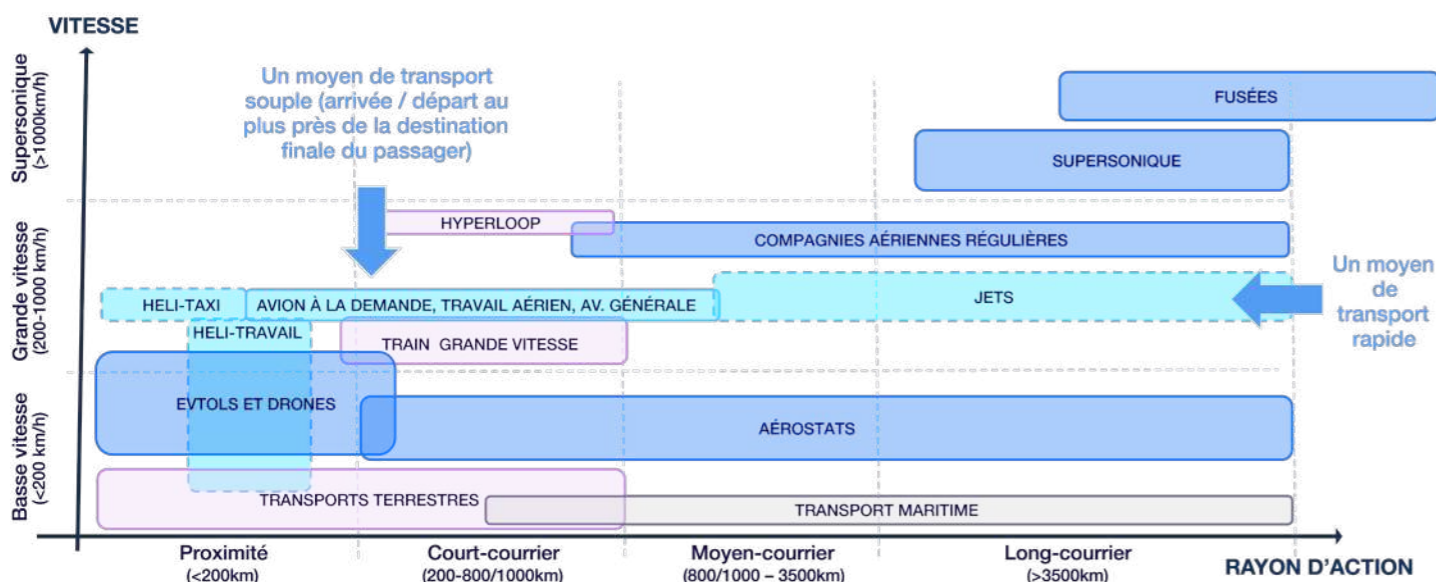 VITESSE
Supersonique
(>1000km/h)
Grande vitesse
(200-1000 km/h)
Basse vitesse
(<200 km/h)
Un moyen de transport
souple (arrivée / départ au
plus près de la destination
finale du passager)
FUSÉES
SUPERSONIQUE
HYPERLOOP
COMPAGNIES AÉRIENNES RÉGULIÈRES
HELI-TAXI
AVION À LA DEMANDE, TRAVAIL AÉRIEN, AV. GÉNÉRALE
JETS
Un moyen
de
transport
rapide
HELI-TRAVAIL
TRAIN GRANDE VITESSE
EVTOLS ET DRONES
AÉROSTATS
TRANSPORTS TERRESTRES
TRANSPORT MARITIME
Proximité
(<200km)
Court-courrier
(200-800/1000km)
Moyen-courrier
(800/1000 – 3500km)
Long-courrier
(>3500km)
RAYON D'ACTION